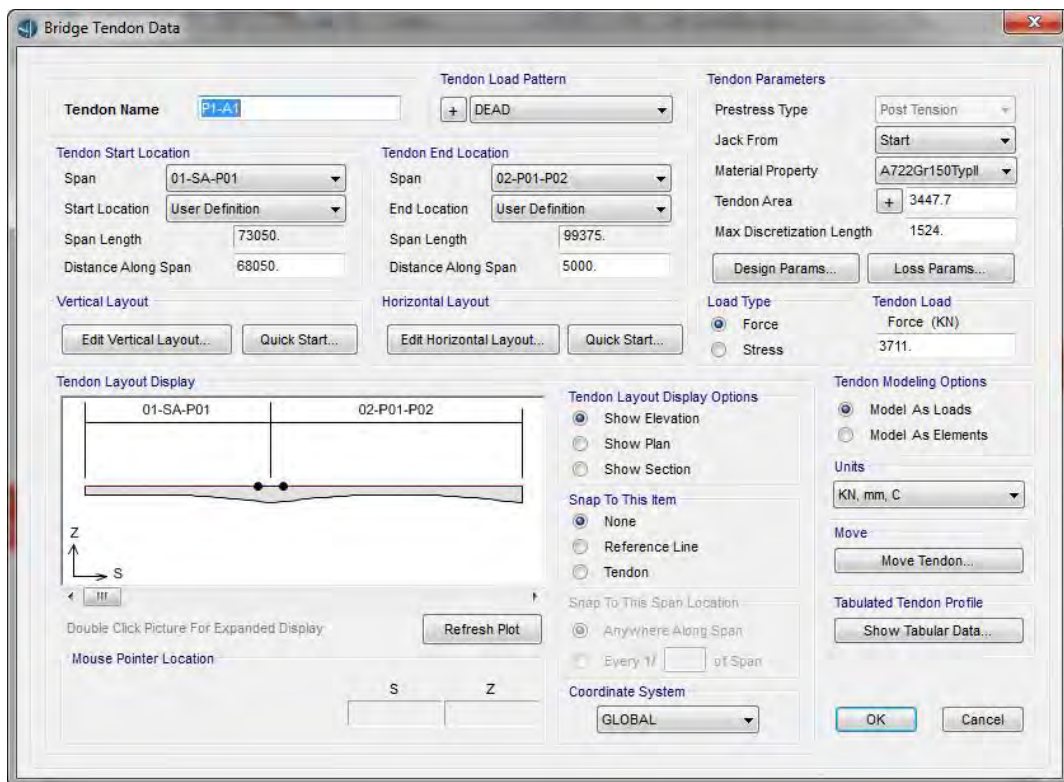 Bridge Tendon Data
Tendon Name P1-A1
Tendon Load Pattern
+ DEAD
Tendon Parameters
Prestress Type Post Tension
Jack From Start
Material Property A722Gr150TypII
Tendon Area + 3447.7
Max Discretization Length 1524.
Design Params... Loss Params...
Tendon Start Location
Span 01-SA-P01
Start Location User Definition
Span Length 73050.
Distance Along Span 68050.
Tendon End Location
Span 02-P01-P02
End Location User Definition
Span Length 99375.
Distance Along Span 5000.
Vertical Layout
Edit Vertical Layout... Quick Start...
Horizontal Layout
Edit Horizontal Layout... Quick Start...
Load Type
Force
Stress
Tendon Load
Force (KN)
3711.
Tendon Layout Display
01-SA-P01 02-P01-P02
Z
S
Double Click Picture For Expanded Display Refresh Plot
Mouse Pointer Location
S Z
Tendon Layout Display Options
Show Elevation
Show Plan
Show Section
Snap To This Item
None
Reference Line
Tendon
Snap To This Span Location
Anywhere Along Span
Every 1/ of Span
Coordinate System
GLOBAL
Tendon Modeling Options
Model As Loads
Model As Elements
Units
KN, mm, C
Move
Move Tendon...
Tabulated Tendon Profile
Show Tabular Data...
OK Cancel